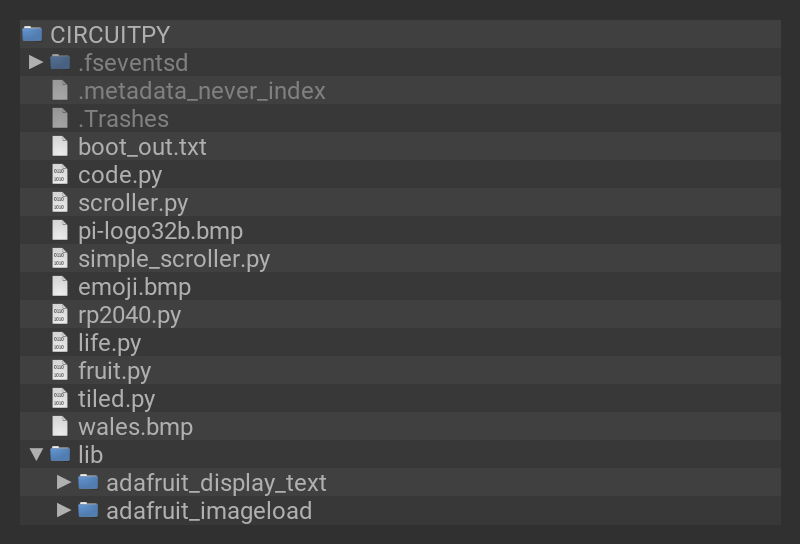 CIRCUITPY
.fseventsd
.metadata_never_index
.Trashes
boot_out.txt
code.py
scroller.py
pi-logo32b.bmp
simple_scroller.py
emoji.bmp
rp2040.py
life.py
fruit.py
tiled.py
wales.bmp
lib
adafruit_display_text
adafruit_imageload